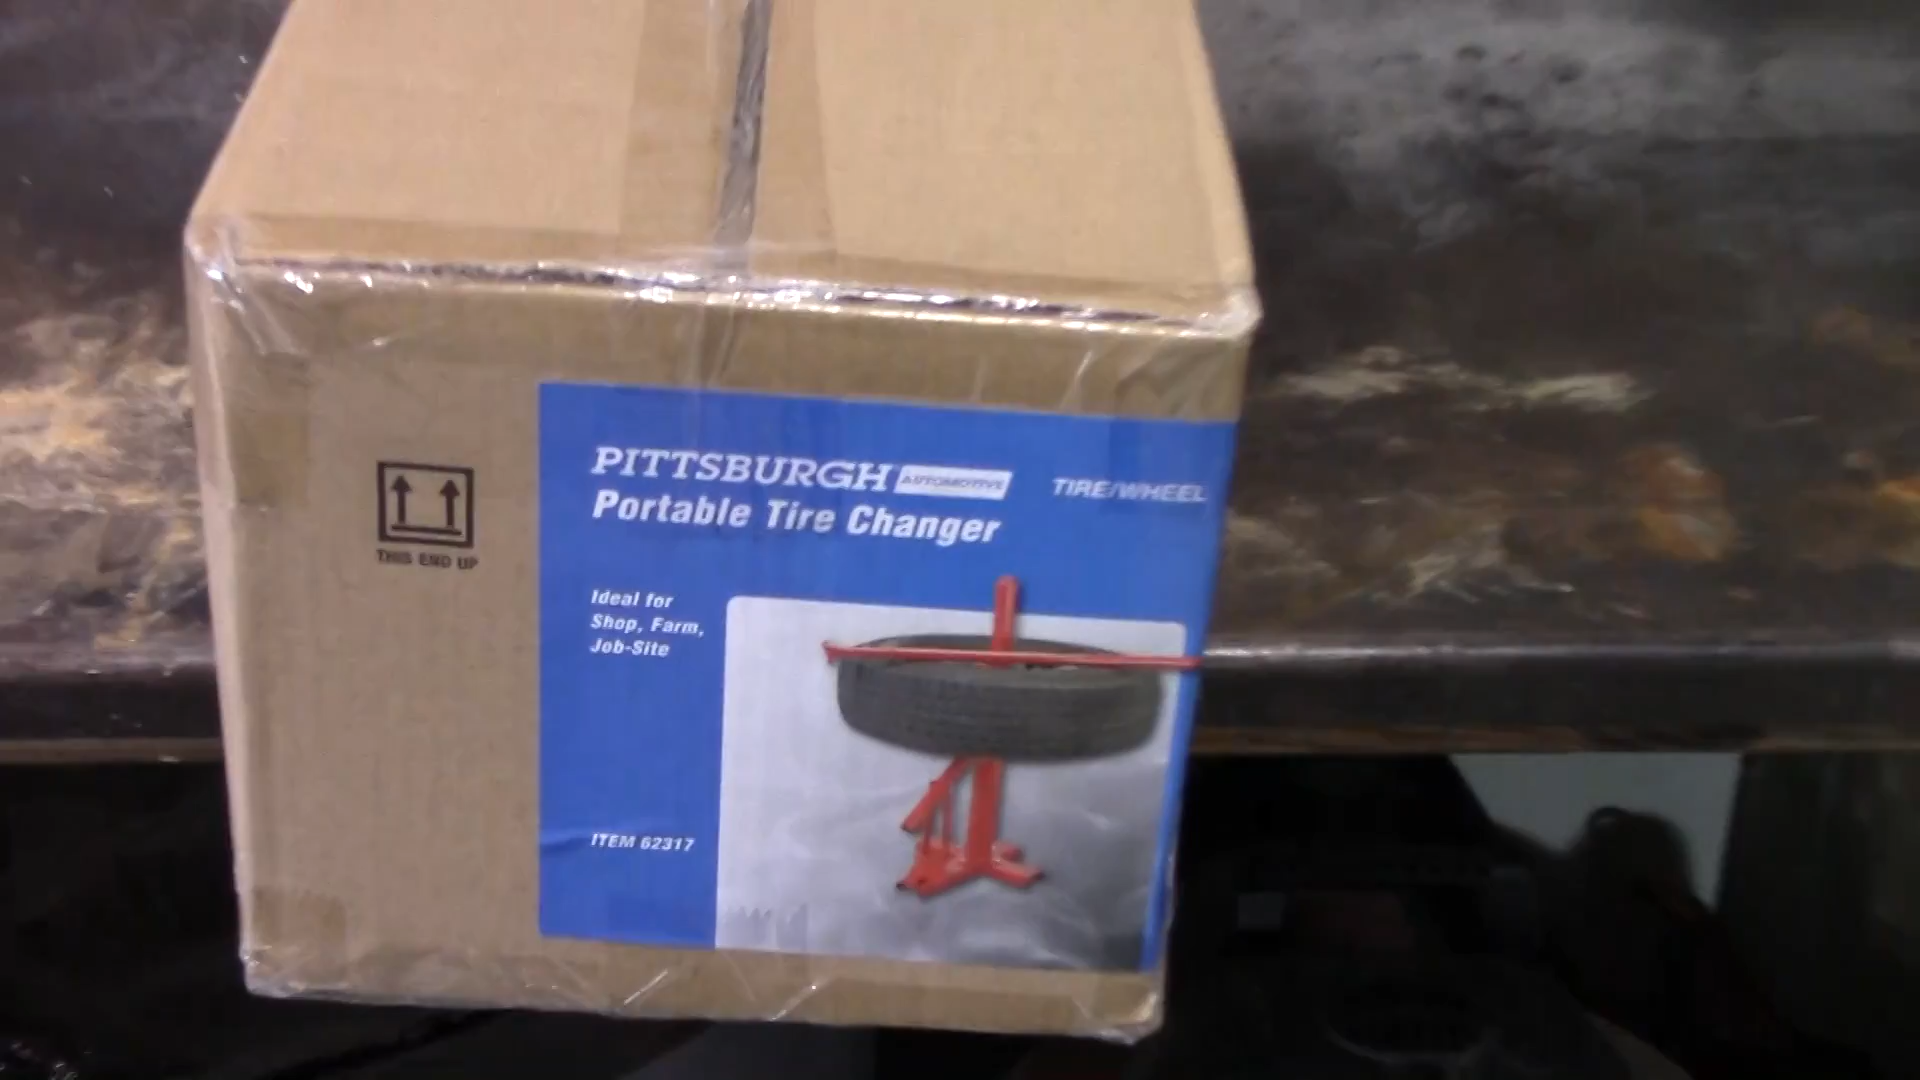 PITTSBURGH AUTOMOTIVE TIRE/WHEEL
Portable Tire Changer
THIS END UP
Ideal for
Shop, Farm,
Job-Site
ITEM 62317